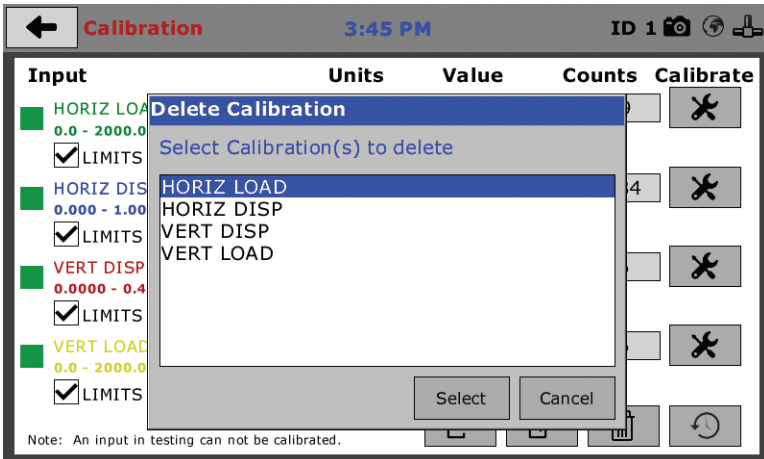 Calibration 3:45 PM ID 1
Input Units Value Counts Calibrate
HORIZ LOA
0.0 - 2000.0
LIMITS
HORIZ DIS
0.000 - 1.00
LIMITS
VERT DISP
0.0000 - 0.4
LIMITS
VERT LOAD
0.0 - 2000.0
LIMITS
Delete Calibration
Select Calibration(s) to delete
HORIZ LOAD
HORIZ DISP
VERT DISP
VERT LOAD
Select Cancel
Note: An input in testing can not be calibrated.